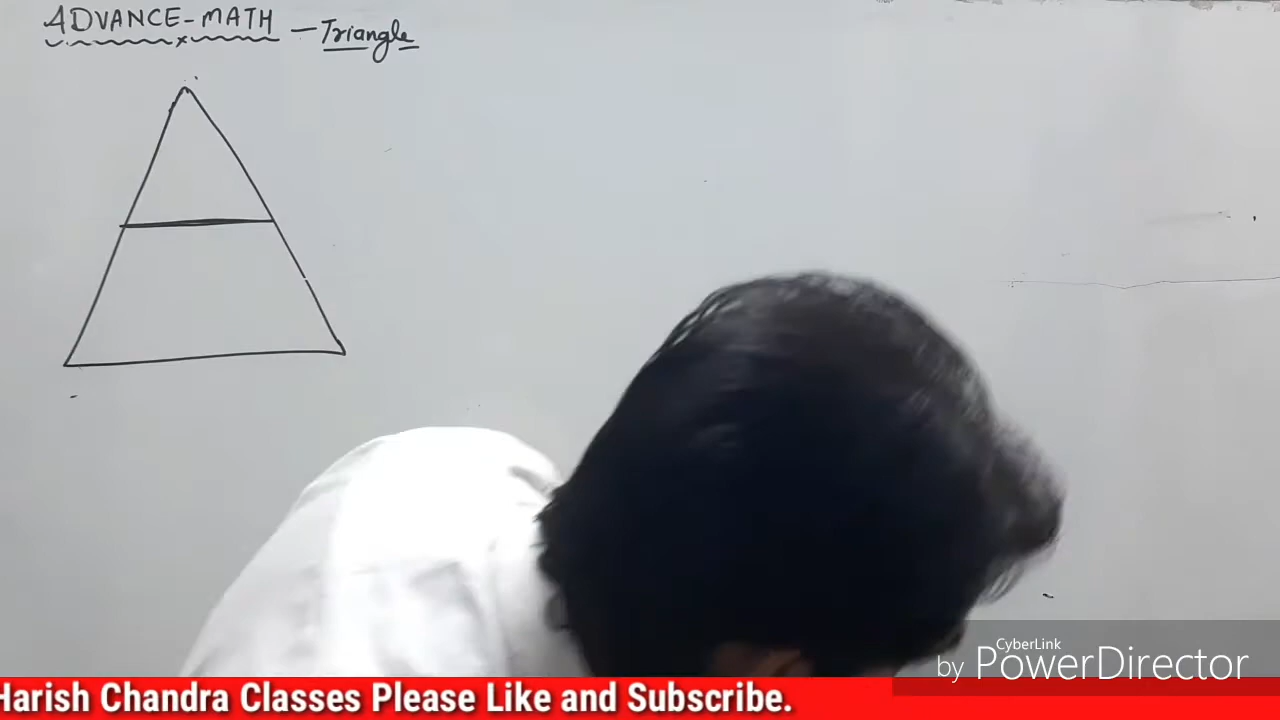 ADVANCE-MATH - Triangle
CyberLink
by PowerDirector
Harish Chandra Classes Please Like and Subscribe.